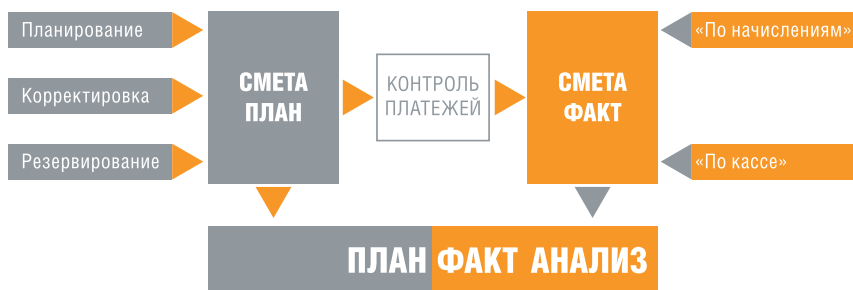 Планирование
Корректировка
Резервирование
СМЕТА
ПЛАН
КОНТРОЛЬ
ПЛАТЕЖЕЙ
СМЕТА
ФАКТ
«По начислениям»
«По кассе»
ПЛАН ФАКТ АНАЛИЗ